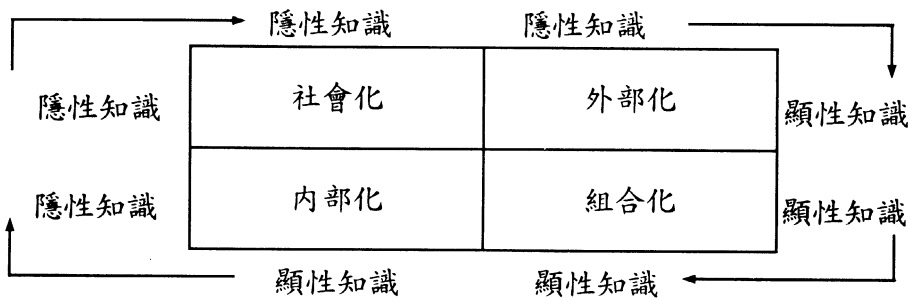 隱性知識 隱性知識
隱性知識 社會化 外部化 顯性知識
隱性知識 內部化 組合化 顯性知識
顯性知識 顯性知識